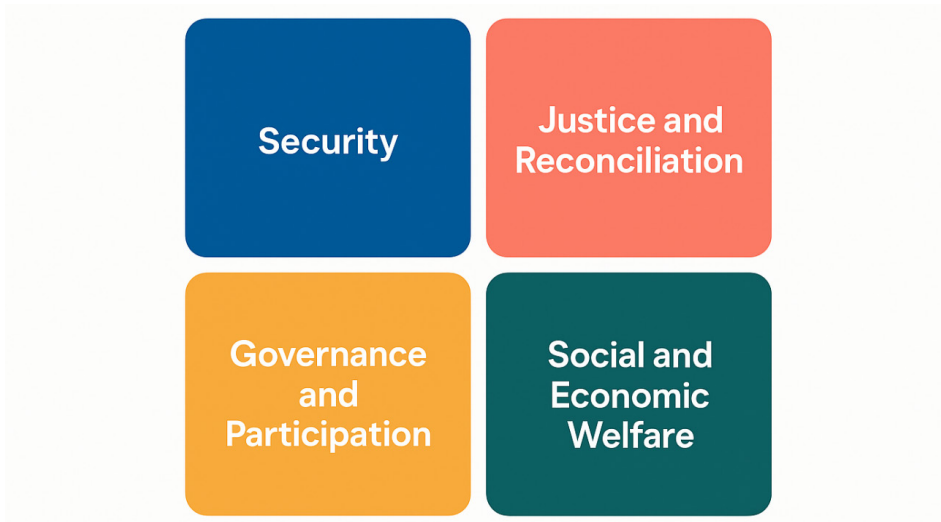 Security
Justice and
Reconciliation
Governance
and
Participation
Social and
Economic
Welfare